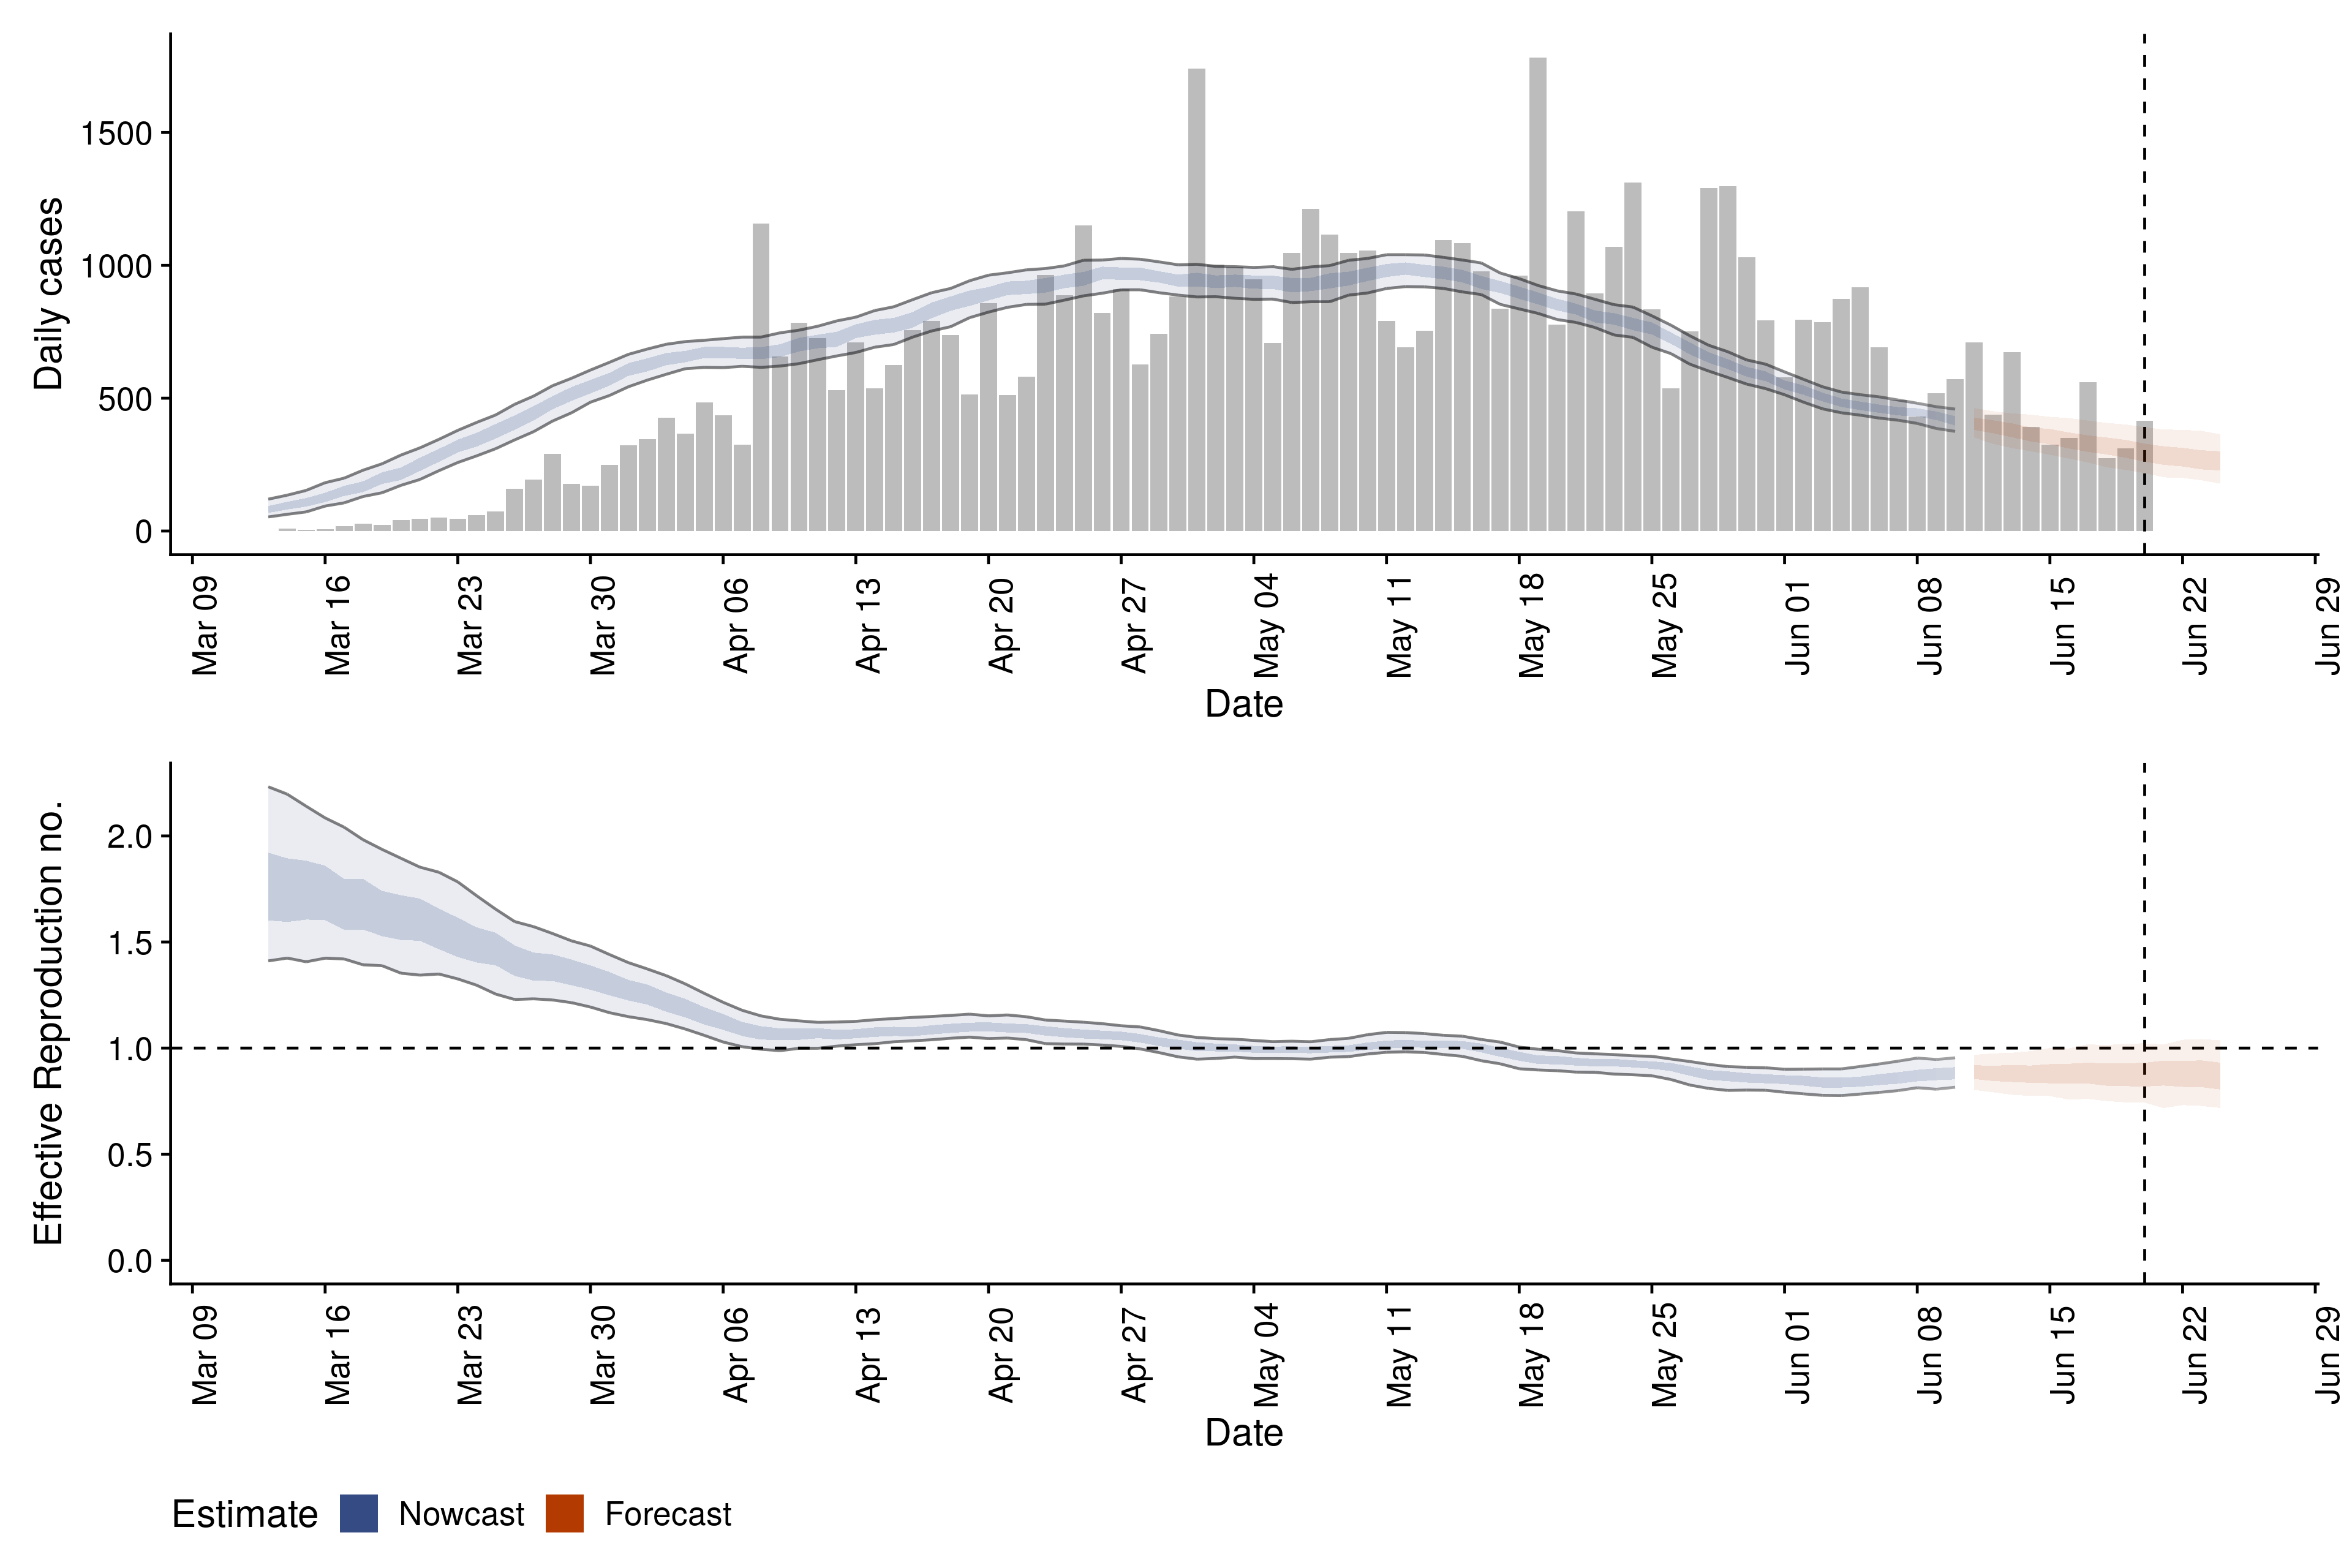 Daily cases
1500
1000
500
0
Mar 09
Mar 16
Mar 23
Mar 30
Apr 06
Apr 13
Apr 20
Apr 27
May 04
May 11
May 18
May 25
Jun 01
Jun 08
Jun 15
Jun 22
Jun 29
Date
Effective Reproduction no.
2.0
1.5
1.0
0.5
0.0
Mar 09
Mar 16
Mar 23
Mar 30
Apr 06
Apr 13
Apr 20
Apr 27
May 04
May 11
May 18
May 25
Jun 01
Jun 08
Jun 15
Jun 22
Jun 29
Date
Estimate Nowcast Forecast